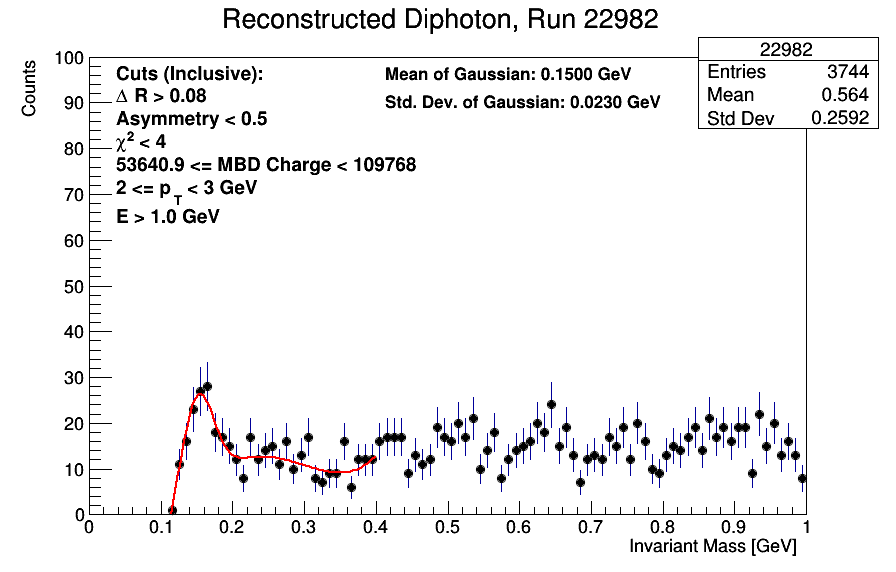 Reconstructed Diphoton, Run 22982
22982
Entries 3744
Mean 0.564
Std Dev 0.2592
Cuts (Inclusive):
Δ R > 0.08
Asymmetry < 0.5
χ² < 4
53640.9 <= MBD Charge < 109768
2 <= p_T < 3 GeV
E > 1.0 GeV
Mean of Gaussian: 0.1500 GeV
Std. Dev. of Gaussian: 0.0230 GeV
Counts
100
90
80
70
60
50
40
30
20
10
0
0 0.1 0.2 0.3 0.4 0.5 0.6 0.7 0.8 0.9 1
Invariant Mass [GeV]